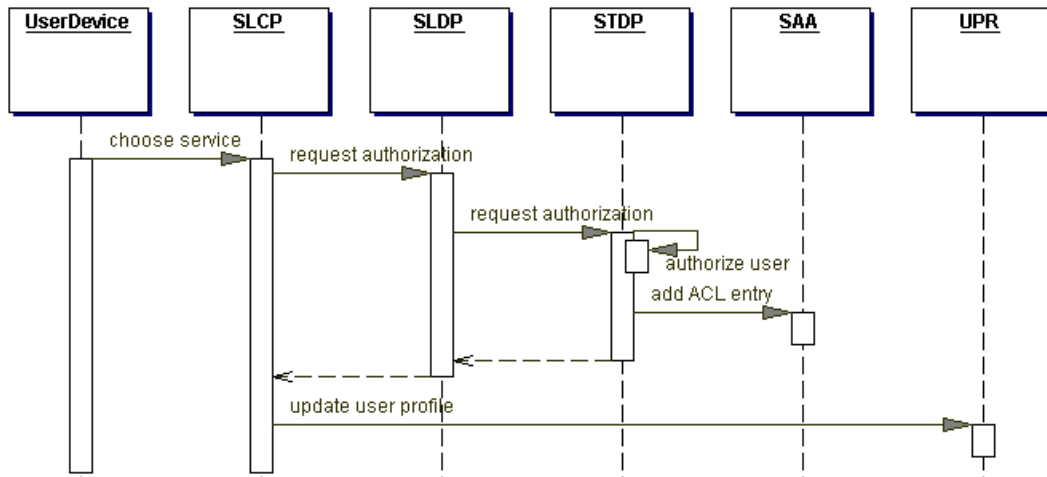 UserDevice
SLCP
SLDP
STDP
SAA
UPR
choose service
request authorization
request authorization
authorize user
add ACL entry
update user profile